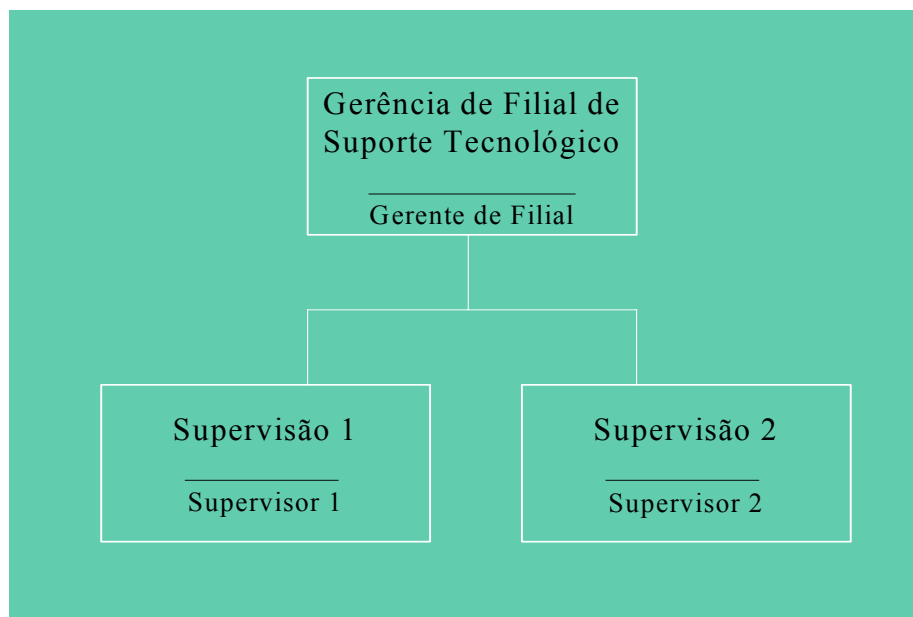 Gerência de Filial de
Suporte Tecnológico
Gerente de Filial
Supervisão 1
Supervisor 1
Supervisão 2
Supervisor 2